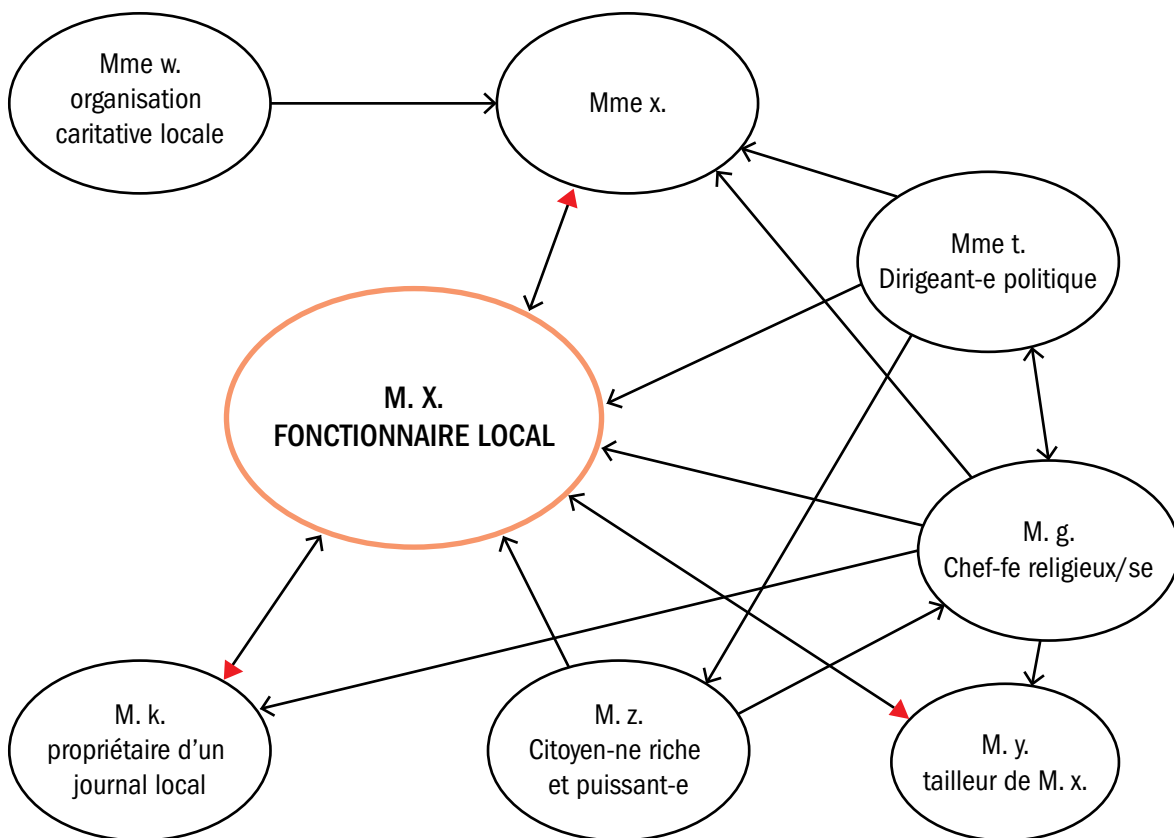 Mme w.
organisation
caritative locale
Mme x.
Mme t.
Dirigeant-e politique
M. X.
FONCTIONNAIRE LOCAL
M. g.
Chef-fe religieux/se
M. k.
propriétaire d’un
journal local
M. z.
Citoyen-ne riche
et puissant-e
M. y.
tailleur de M. x.